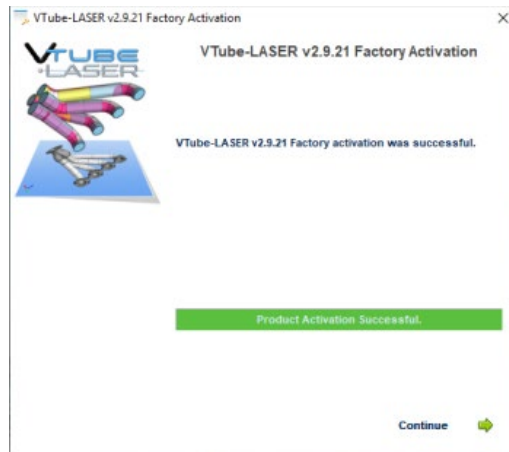 VTube-LASER v2.9.21 Factory Activation
VTUBE
•LASER
VTube-LASER v2.9.21 Factory Activation
VTube-LASER v2.9.21 Factory activation was successful.
Product Activation Successful.
Continue